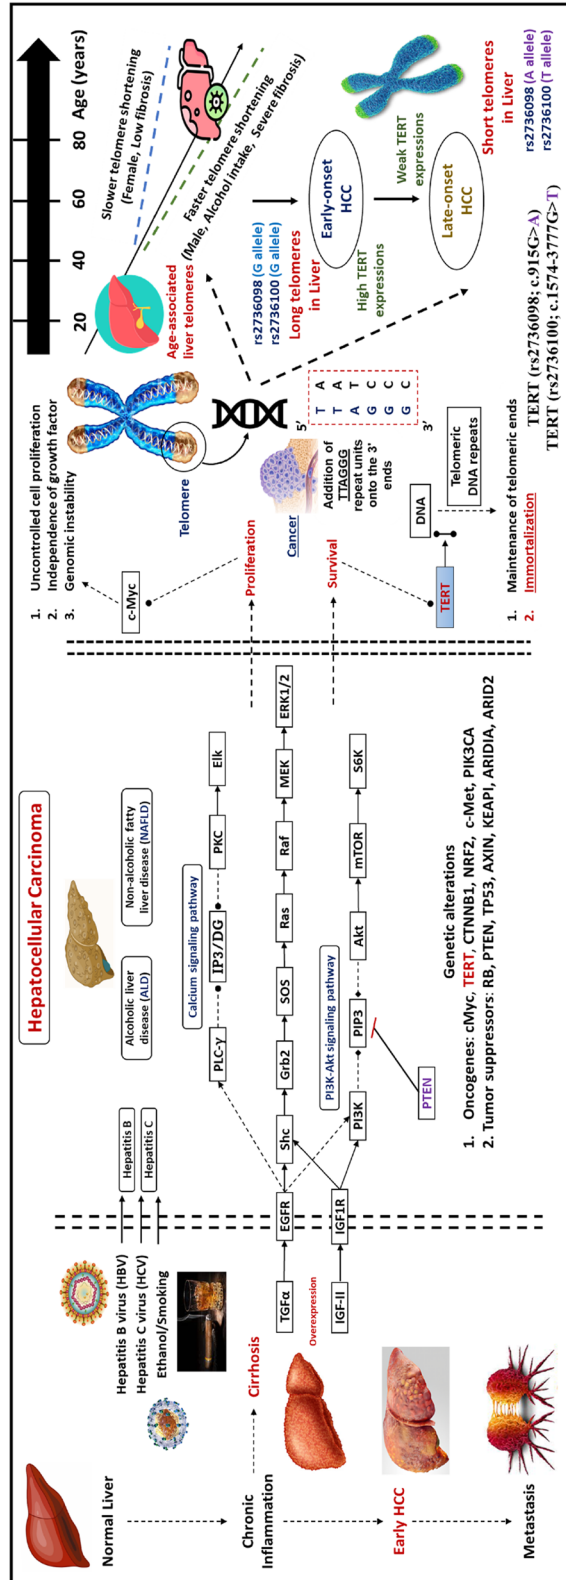 Hepatocellular Carcinoma
Normal Liver
Chronic
Inflammation
Early HCC
Metastasis
Cirrhosis
Hepatitis B virus (HBV)
Hepatitis C virus (HCV)
Ethanol/Smoking
Hepatitis B
Hepatitis C
Alcoholic liver
disease (ALD)
Non-alcoholic fatty
liver disease (NAFLD)
TGFα
Overexpression
IGF-II
EGFR
IGF1R
Calcium signaling pathway
PLC-γ
IP3/DG
PKC
Elk
Shc
Grb2
SOS
Ras
Raf
MEK
ERK1/2
PI3K-Akt signaling pathway
PI3K
PIP3
Akt
mTOR
S6K
PTEN
Genetic alterations
1. Oncogenes: cMyc, TERT, CTNNB1, NRF2, c-Met, PIK3CA
2. Tumor suppressors: RB, PTEN, TP53, AXIN, KEAPI, ARIDIA, ARID2
1. Uncontrolled cell proliferation
2. Independence of growth factor
3. Genomic instability
c-Myc
Proliferation
Survival
Telomere
Cancer
Addition of
TTAGGG
repeat units
onto the 3'
ends
5'
T A
T A
A T
G C
G C
G C
3'
TERT
DNA
Telomeric
DNA repeats
1. Maintenance of telomeric ends
2. Immortalization
20
40
60
80
Age (years)
Age-associated
liver telomeres
Slower telomere shortening
(Female, Low fibrosis)
Faster telomere shortening
(Male, Alcohol intake, Severe fibrosis)
rs2736098 (G allele)
rs2736100 (G allele)
Long telomeres
in Liver
High TERT
expressions
Early-onset
HCC
Weak TERT
expressions
Late-onset
HCC
Short telomeres
in Liver
rs2736098 (A allele)
rs2736100 (T allele)
TERT (rs2736098; c.915G>A)
TERT (rs2736100; c.1574-3777G>T)